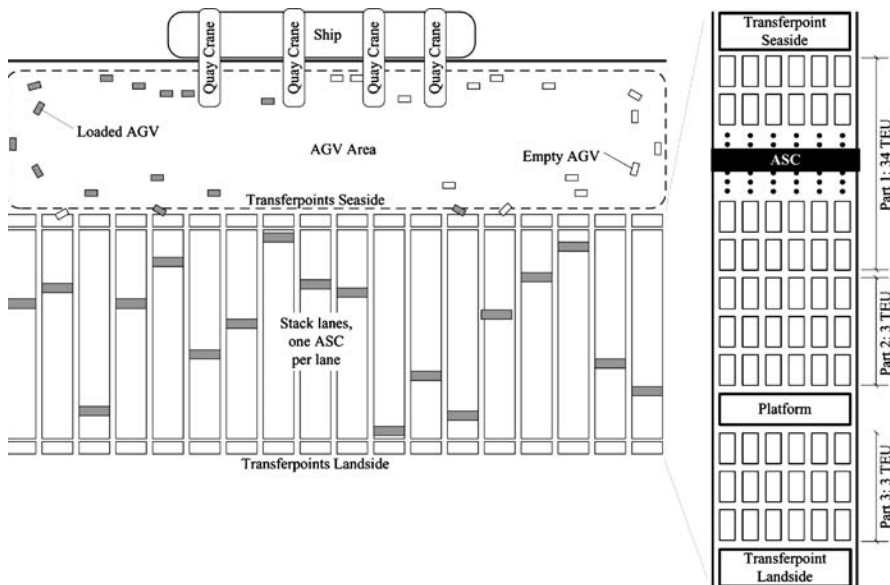 Ship
Quay Crane
Quay Crane
Quay Crane
Quay Crane
Loaded AGV
AGV Area
Empty AGV
Transferpoints Seaside
Stack lanes,
one ASC
per lane
Transferpoints Landside
Transferpoint
Seaside
ASC
Platform
Transferpoint
Landside
Part 1: 34 TEU
Part 2: 3 TEU
Part 3: 3 TEU